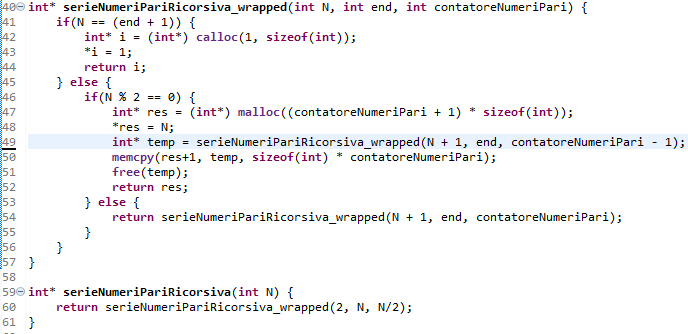 40 int* serieNumeriPariRicorsiva_wrapped(int N, int end, int contatoreNumeriPari) {
41     if(N == (end + 1)) {
42         int* i = (int*) calloc(1, sizeof(int));
43         *i = 1;
44         return i;
45     } else {
46         if(N % 2 == 0) {
47             int* res = (int*) malloc((contatoreNumeriPari + 1) * sizeof(int));
48             *res = N;
49             int* temp = serieNumeriPariRicorsiva_wrapped(N + 1, end, contatoreNumeriPari - 1);
50             memcpy(res+1, temp, sizeof(int) * contatoreNumeriPari);
51             free(temp);
52             return res;
53         } else {
54             return serieNumeriPariRicorsiva_wrapped(N + 1, end, contatoreNumeriPari);
55         }
56     }
57 }
58
59 int* serieNumeriPariRicorsiva(int N) {
60     return serieNumeriPariRicorsiva_wrapped(2, N, N/2);
61 }